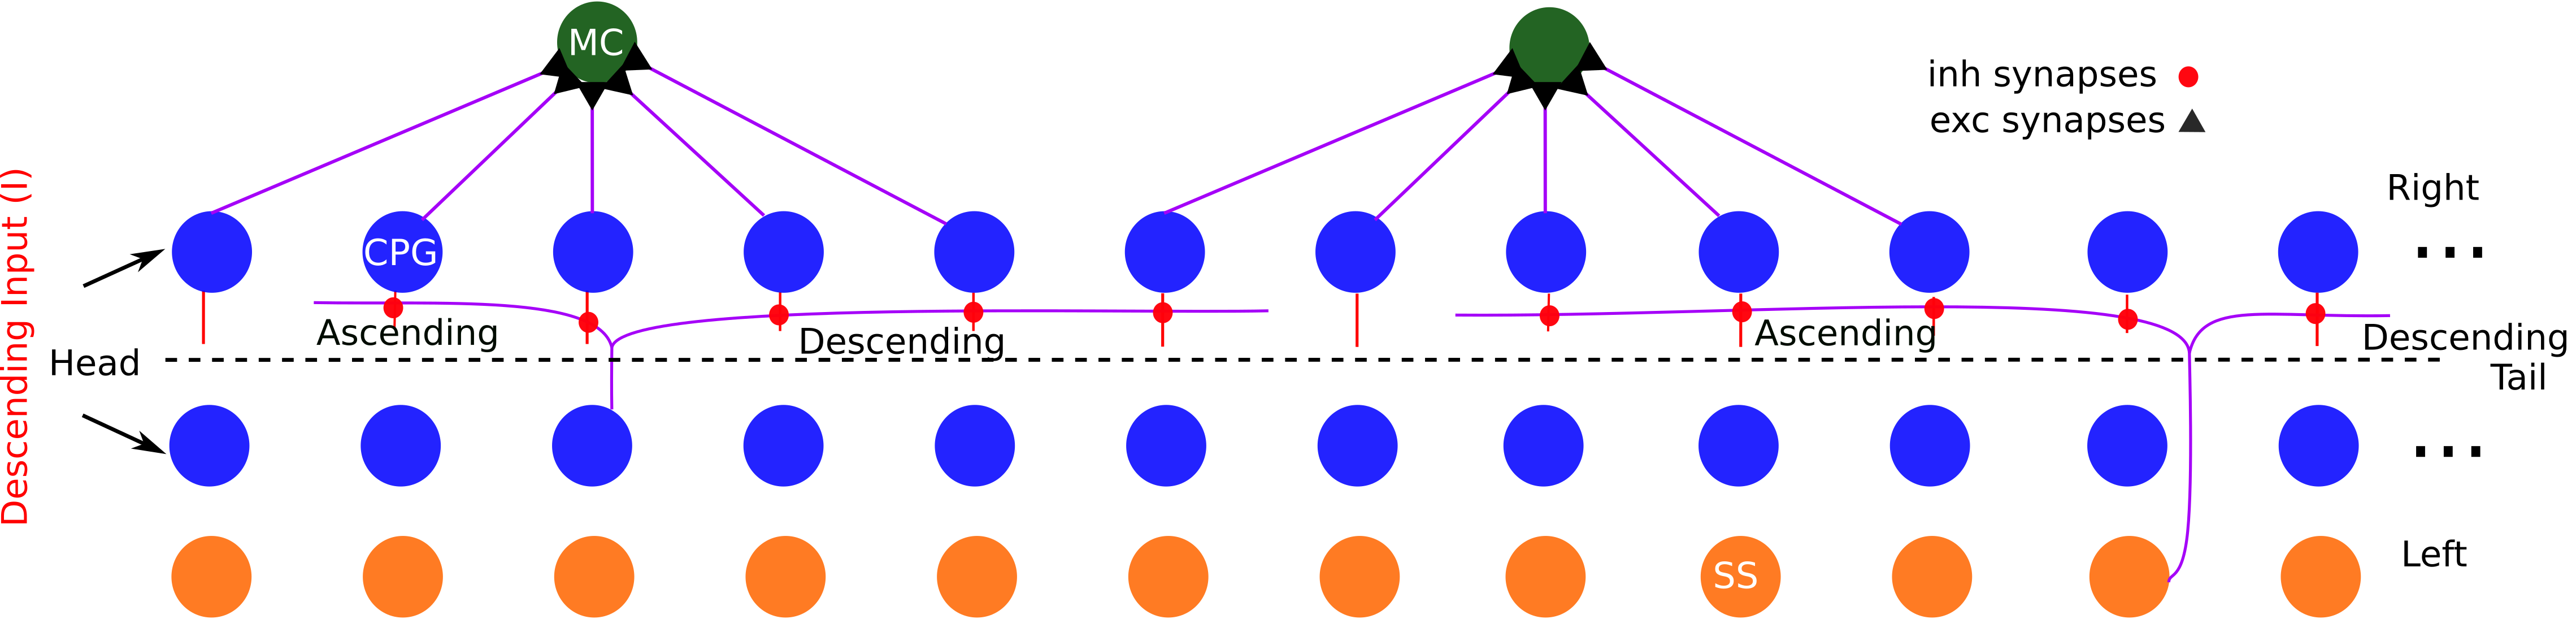 MC
inh synapses
exc synapses
Right
CPG
...
Ascending
Descending
Ascending
Descending
Head
Tail
Descending Input (I)
...
SS
Left